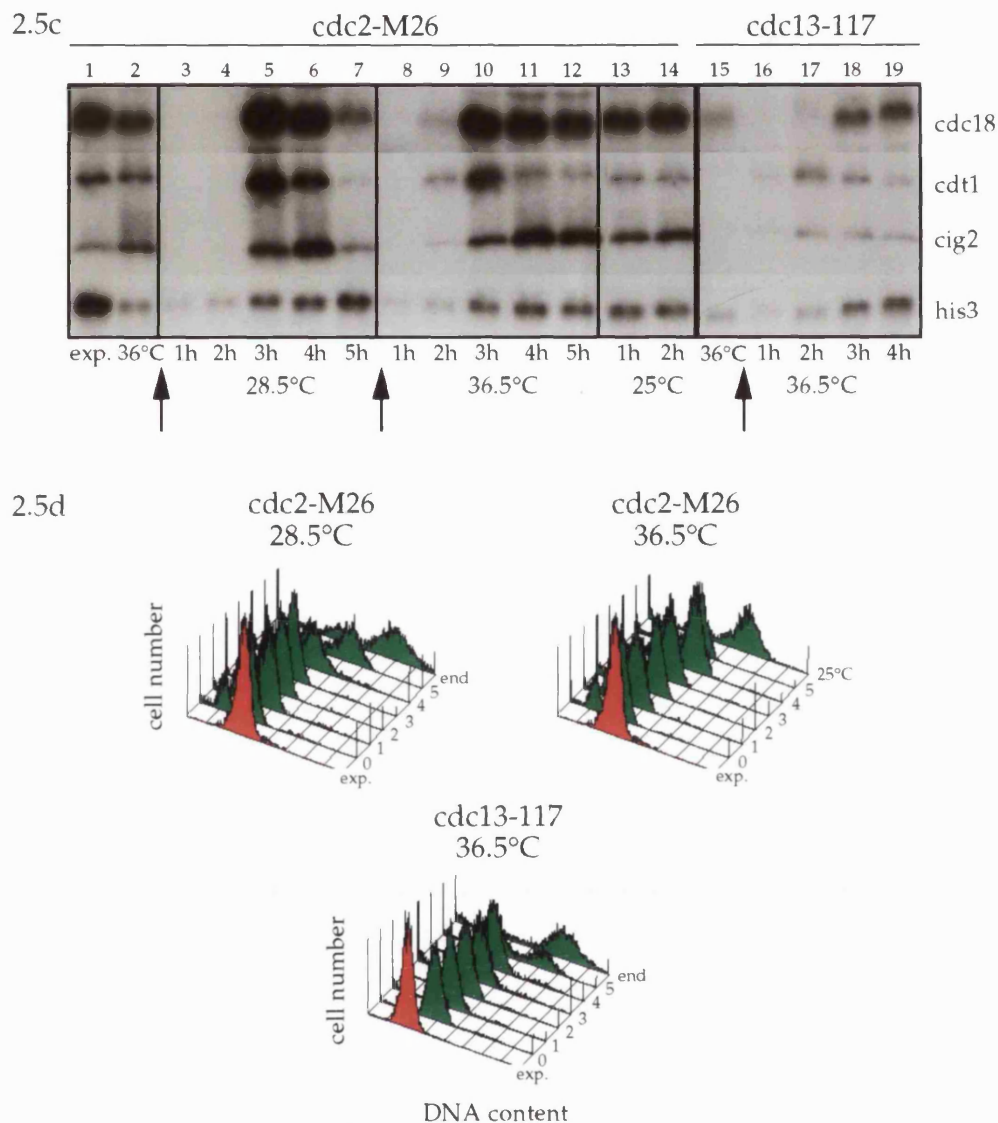 2.5c cdc2-M26 cdc13-117
1 2 3 4 5 6 7 8 9 10 11 12 13 14 15 16 17 18 19
cdc18
cdt1
cig2
his3
exp. 36°C 1h 2h 3h 4h 5h 1h 2h 3h 4h 5h 1h 2h 36°C 1h 2h 3h 4h
28.5°C 36.5°C 25°C 36.5°C
2.5d
cdc2-M26
28.5°C
cell number
exp. 0 1 2 3 4 5 end
cdc2-M26
36.5°C
exp. 0 1 2 3 4 5 25°C
cdc13-117
36.5°C
cell number
exp. 0 1 2 3 4 5 end
DNA content